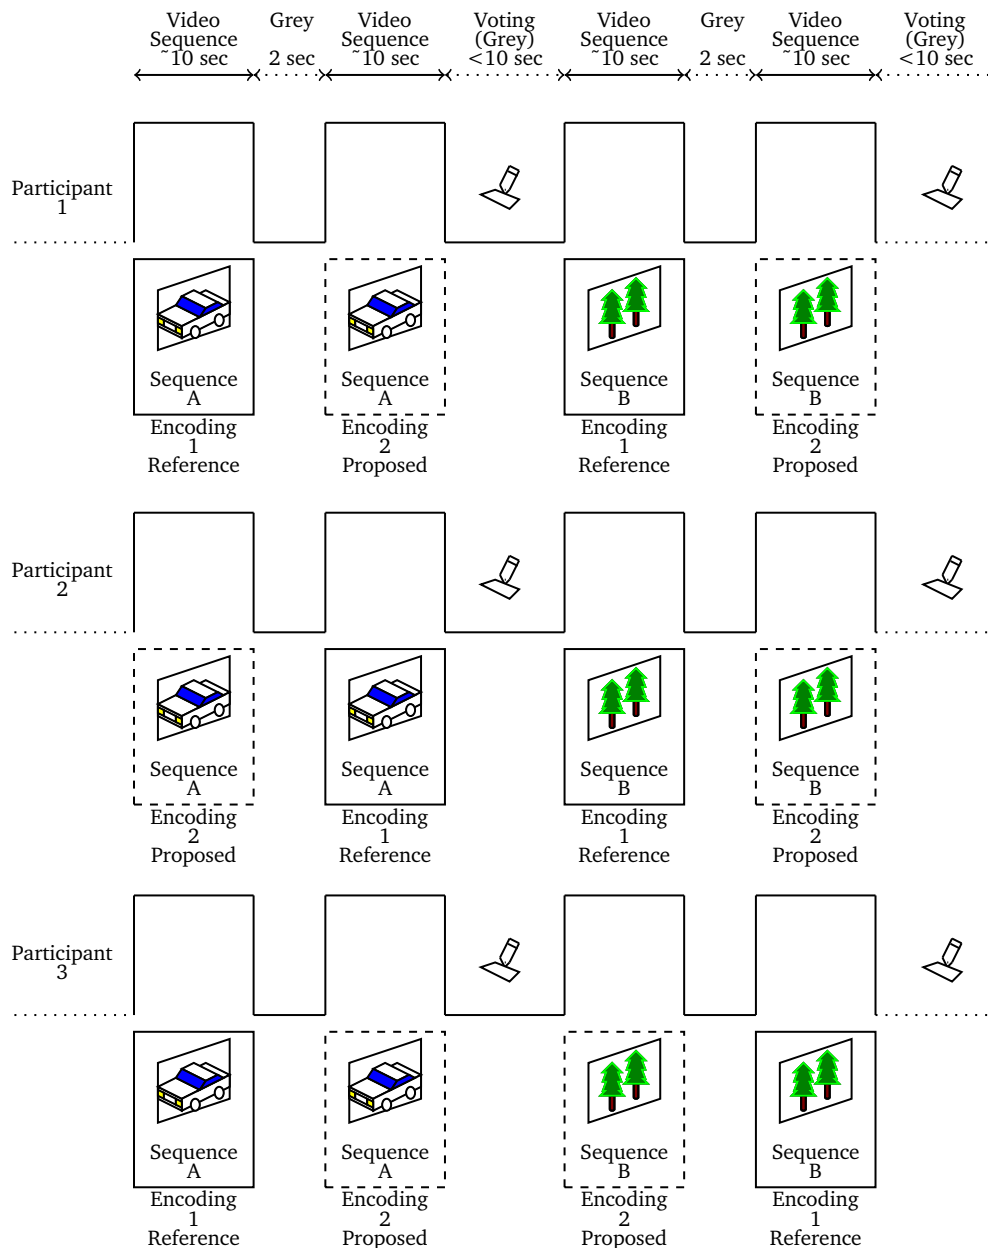 Video Grey Video Voting Video Grey Video Voting
Sequence Sequence (Grey) Sequence Sequence (Grey)
˜10 sec 2 sec ˜10 sec <10 sec ˜10 sec 2 sec ˜10 sec <10 sec
Participant
1
Sequence Sequence Sequence Sequence
A A B B
Encoding Encoding Encoding Encoding
1 2 1 2
Reference Proposed Reference Proposed
Participant
2
Sequence Sequence Sequence Sequence
A A B B
Encoding Encoding Encoding Encoding
2 1 1 2
Proposed Reference Reference Proposed
Participant
3
Sequence Sequence Sequence Sequence
A A B B
Encoding Encoding Encoding Encoding
1 2 2 1
Reference Proposed Proposed Reference